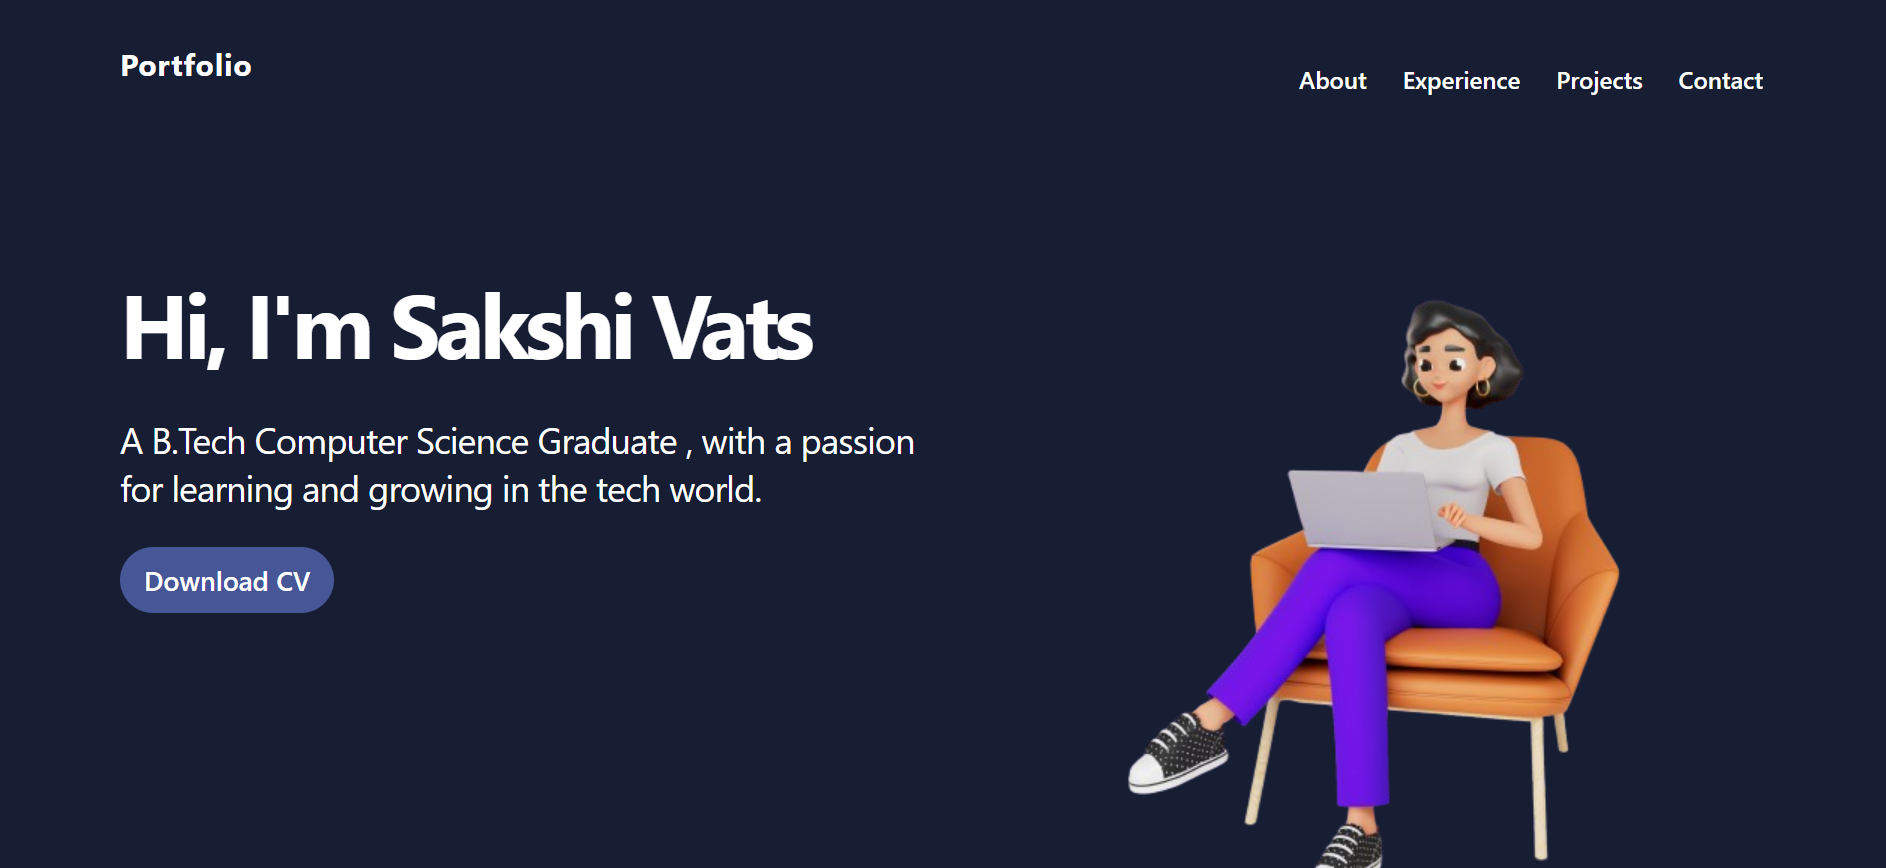 Portfolio
About Experience Projects Contact
Hi, I'm Sakshi Vats
A B.Tech Computer Science Graduate , with a passion
for learning and growing in the tech world.
Download CV